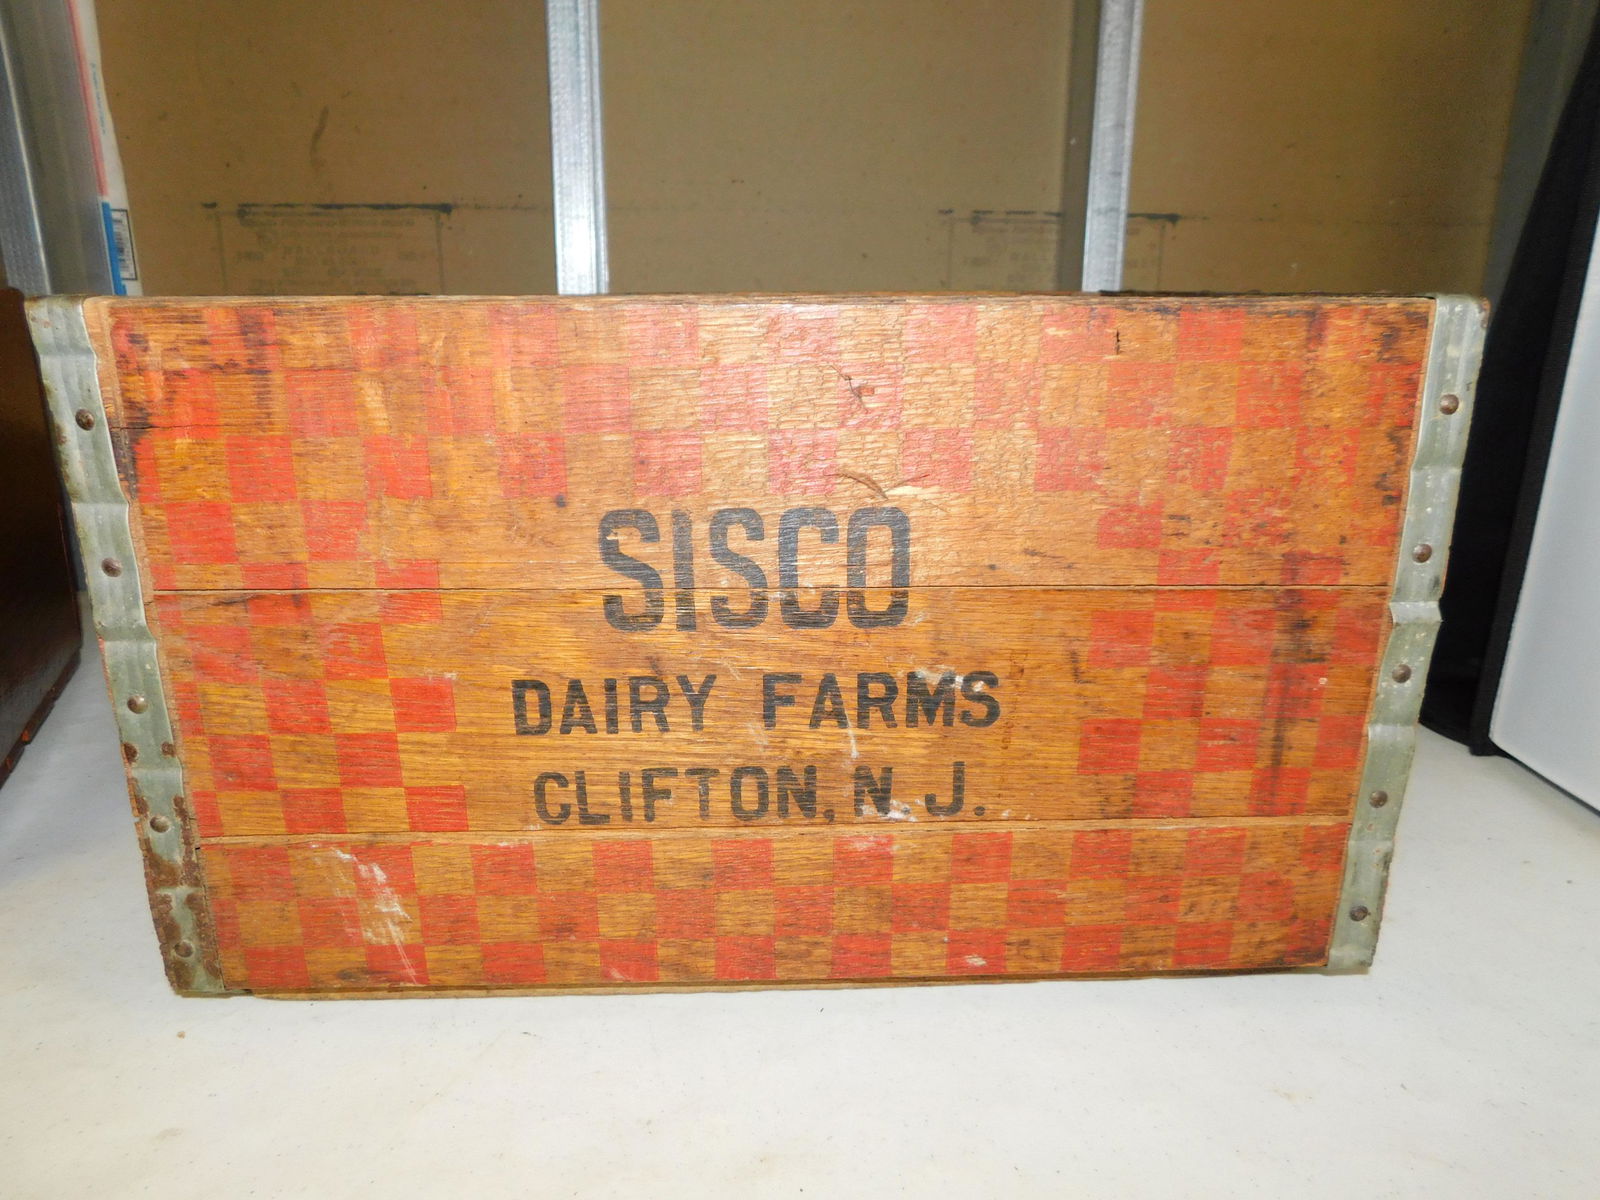 SISCO
DAIRY FARMS
CLIFTON, N. J.